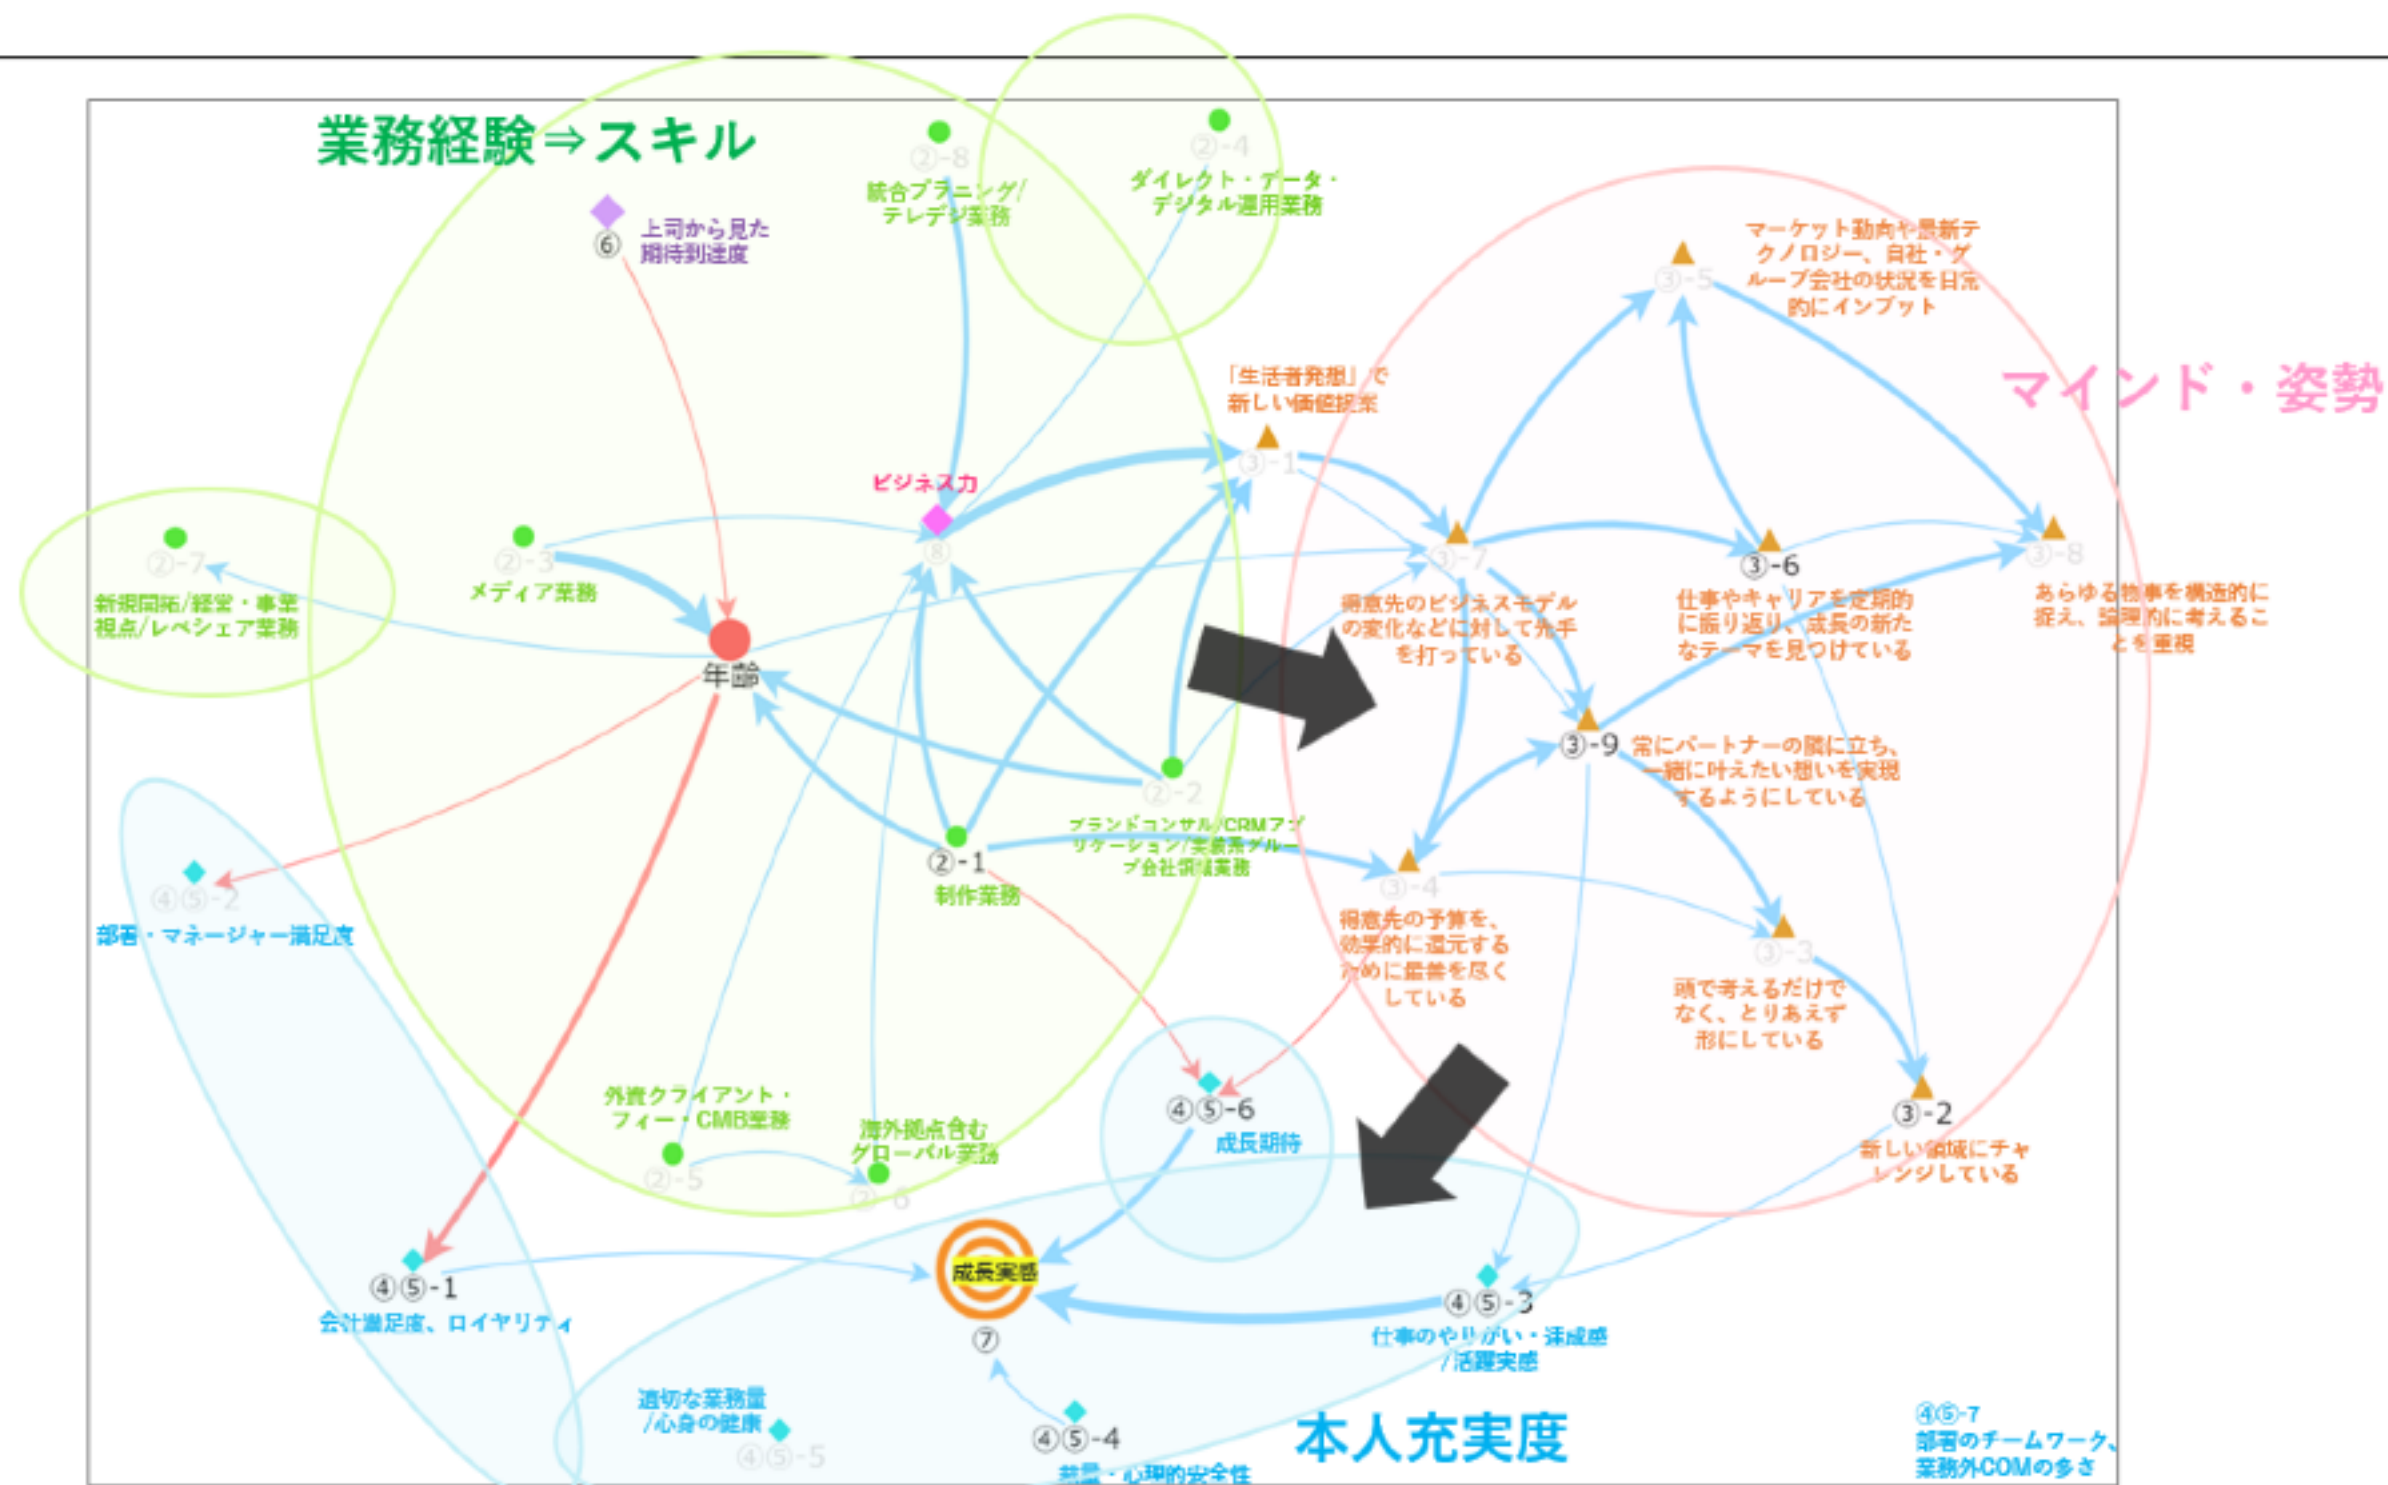 業務経験⇒スキル
②-8
統合プラニング/
テレデジ業務
②-4
ダイレクト・データ・
デジタル運用業務
⑥
上司から見た
期待到達度
マーケット動向や最新テ
クノロジー、自社・グ
ループ会社の状況を日常
的にインプット
③-5
マインド・姿勢
「生活者発想」で
新しい価値提案
③-1
ビジネス力
⑧
②-7
新規開拓/経営・事業
視点/レベシェア業務
②-3
メディア業務
年齢
③-7
得意先のビジネスモデル
の変化などに対して先手
を打っている
③-6
仕事やキャリアを定期的
に振り返り、成長の新た
なテーマを見つけている
③-8
あらゆる物事を構造的に
捉え、論理的に考えるこ
とを重視
③-9
常にパートナーの隣に立ち、
一緒に叶えたい想いを実現
するようにしている
②-2
ブランドコンサル/CRMアプ
リケーション/実装系グルー
プ会社領域業務
②-1
制作業務
④⑤-2
部署・マネージャー満足度
③-4
得意先の予算を、
効果的に還元する
ために最善を尽く
している
③-3
頭で考えるだけで
なく、とりあえず
形にしている
外資クライアント・
フィー・CMB業務
②-5
海外拠点含む
グローバル業務
②-6
④⑤-6
成長期待
③-2
新しい領域にチャ
レンジしている
④⑤-1
会社満足度、ロイヤリティ
成長実感
⑦
④⑤-3
仕事のやりがい・達成感
/活躍実感
適切な業務量
/心身の健康
④⑤-5
④⑤-4
裁量・心理的安全性
本人充実度
④⑤-7
部署のチームワーク、
業務外COMの多さ